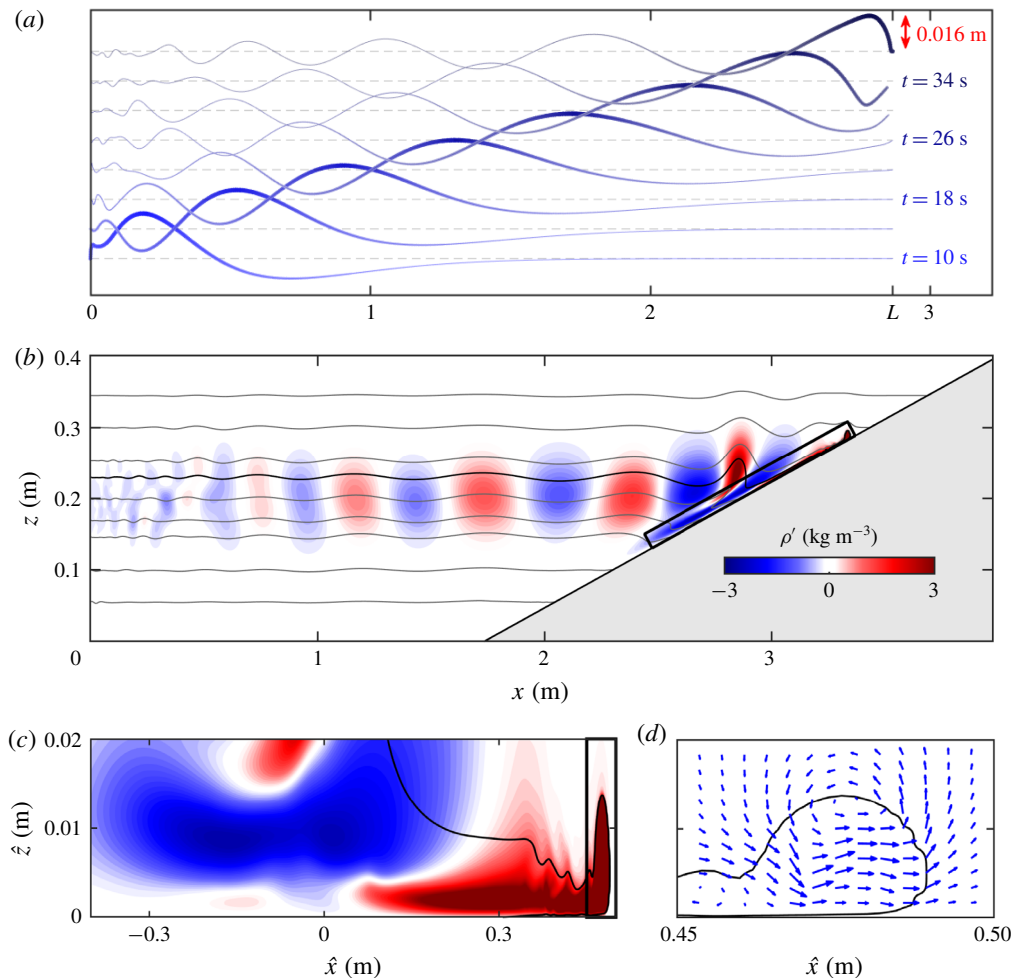 (a)
0.016 m
t = 34 s
t = 26 s
t = 18 s
t = 10 s
0 1 2 L 3
(b)
0.4
0.3
z (m)
0.2
0.1
ρ′ (kg m⁻³)
−3 0 3
0 1 2 3
x (m)
(c)
0.02
ẑ (m)
0.01
0
−0.3 0 0.3
x̂ (m)
(d)
0.45 0.50
x̂ (m)